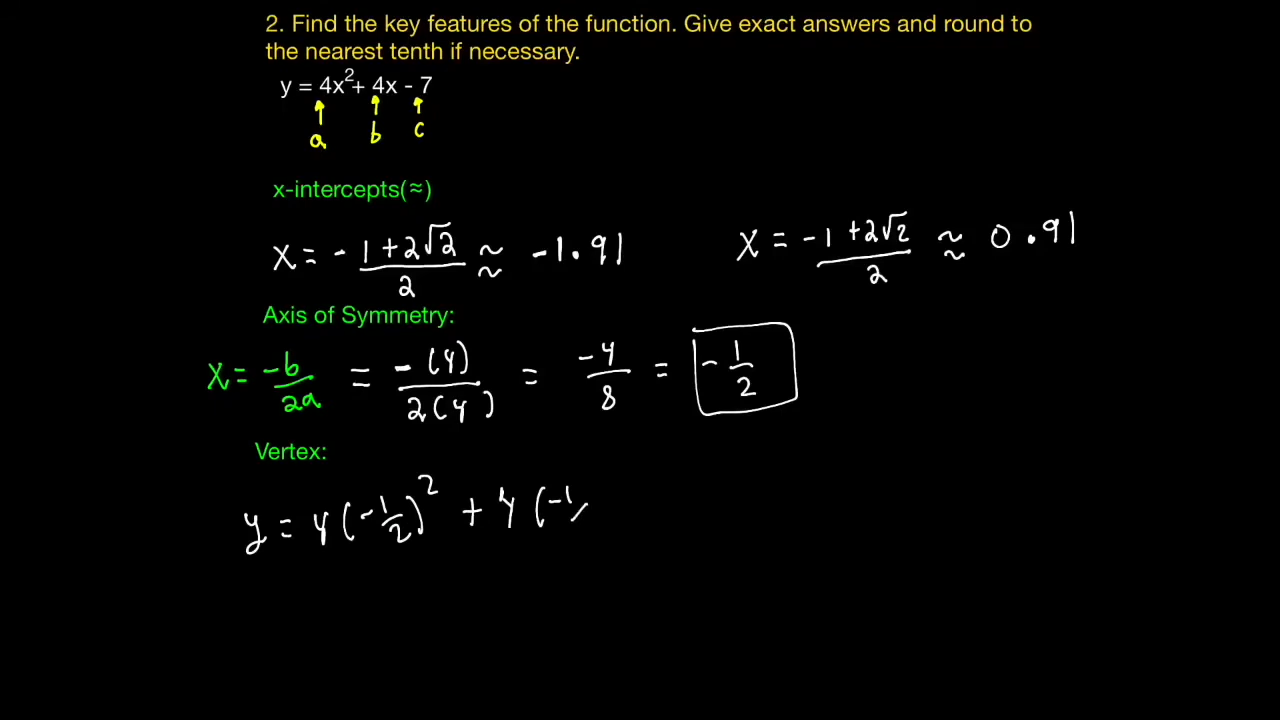 2. Find the key features of the function. Give exact answers and round to
the nearest tenth if necessary.
y = 4x²+ 4x - 7
a b c
x-intercepts(≈)
x = - 1+2√2/2 ≈ -1.91 x = -1+2√2/2 ≈ 0.91
Axis of Symmetry:
x = -b/2a = -(4)/2(4) = -4/8 = -1/2
Vertex:
y = 4(-1/2)² + 4(-1/